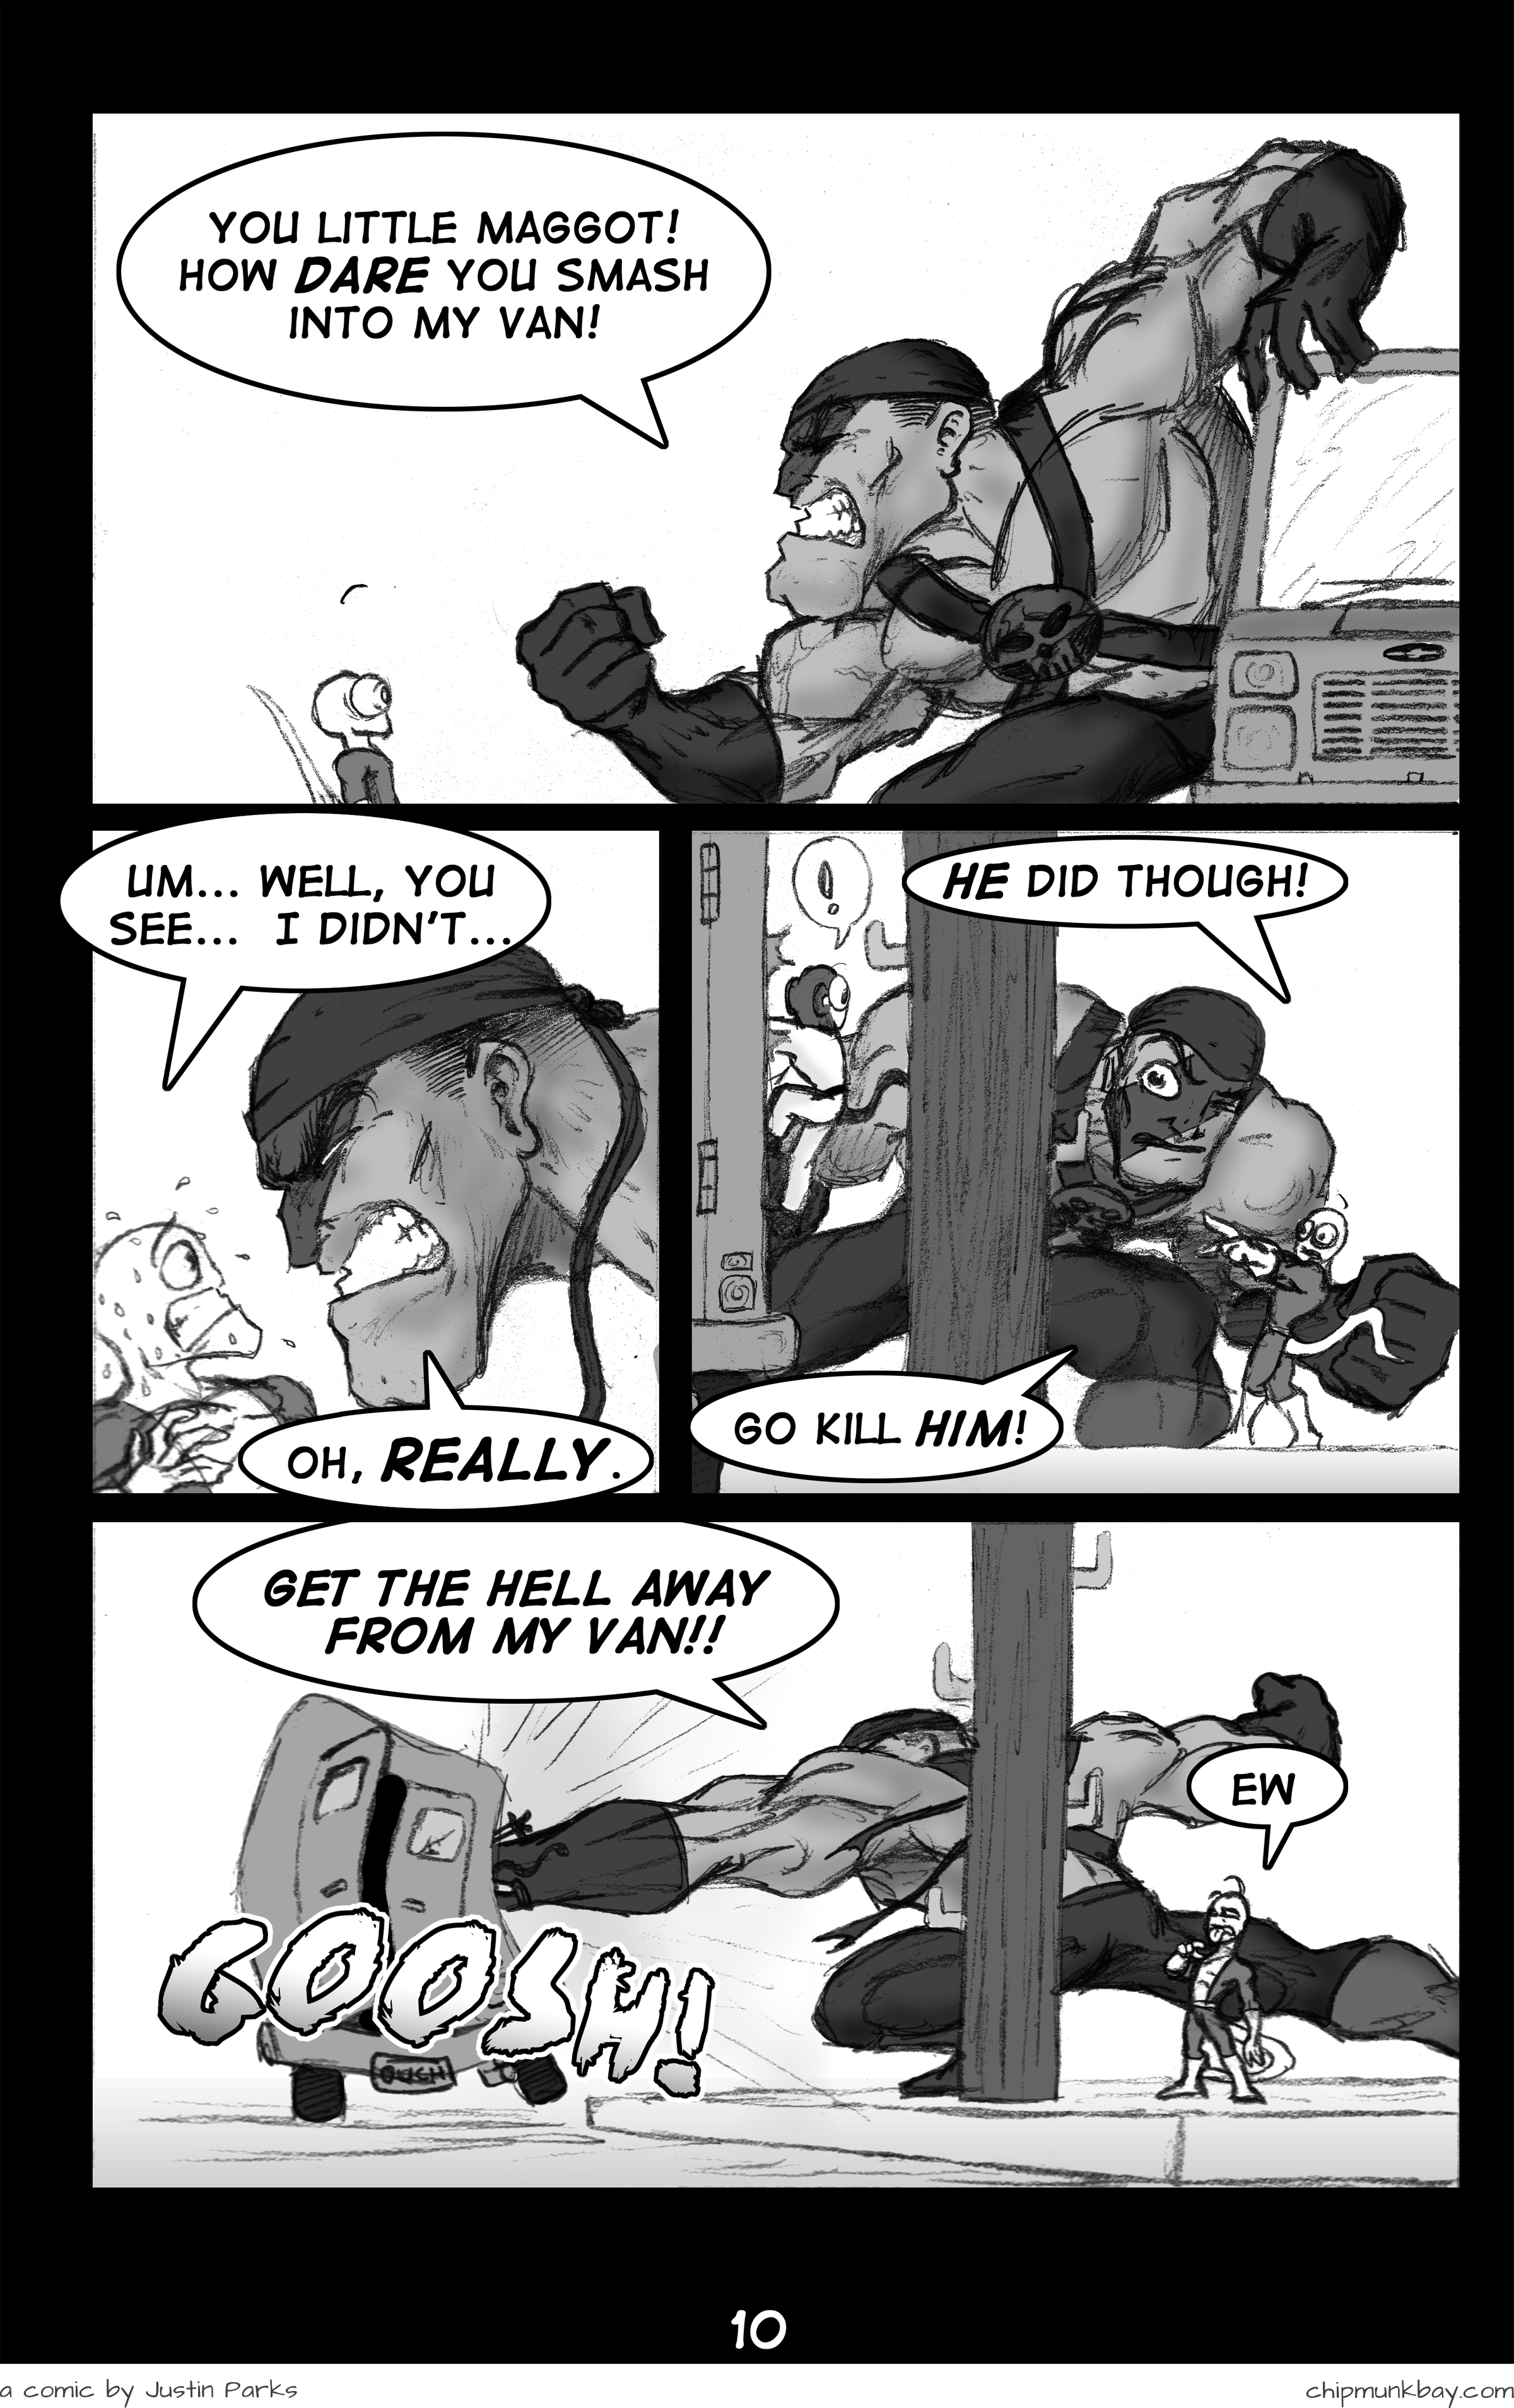 YOU LITTLE MAGGOT!
HOW DARE YOU SMASH
INTO MY VAN!
UM... WELL, YOU
SEE... I DIDN'T...
OH, REALLY.
!
HE DID THOUGH!
GO KILL HIM!
GET THE HELL AWAY
FROM MY VAN!!
EW
GOOSH!
OUCH
10
a comic by Justin Parks
chipmunkbay.com